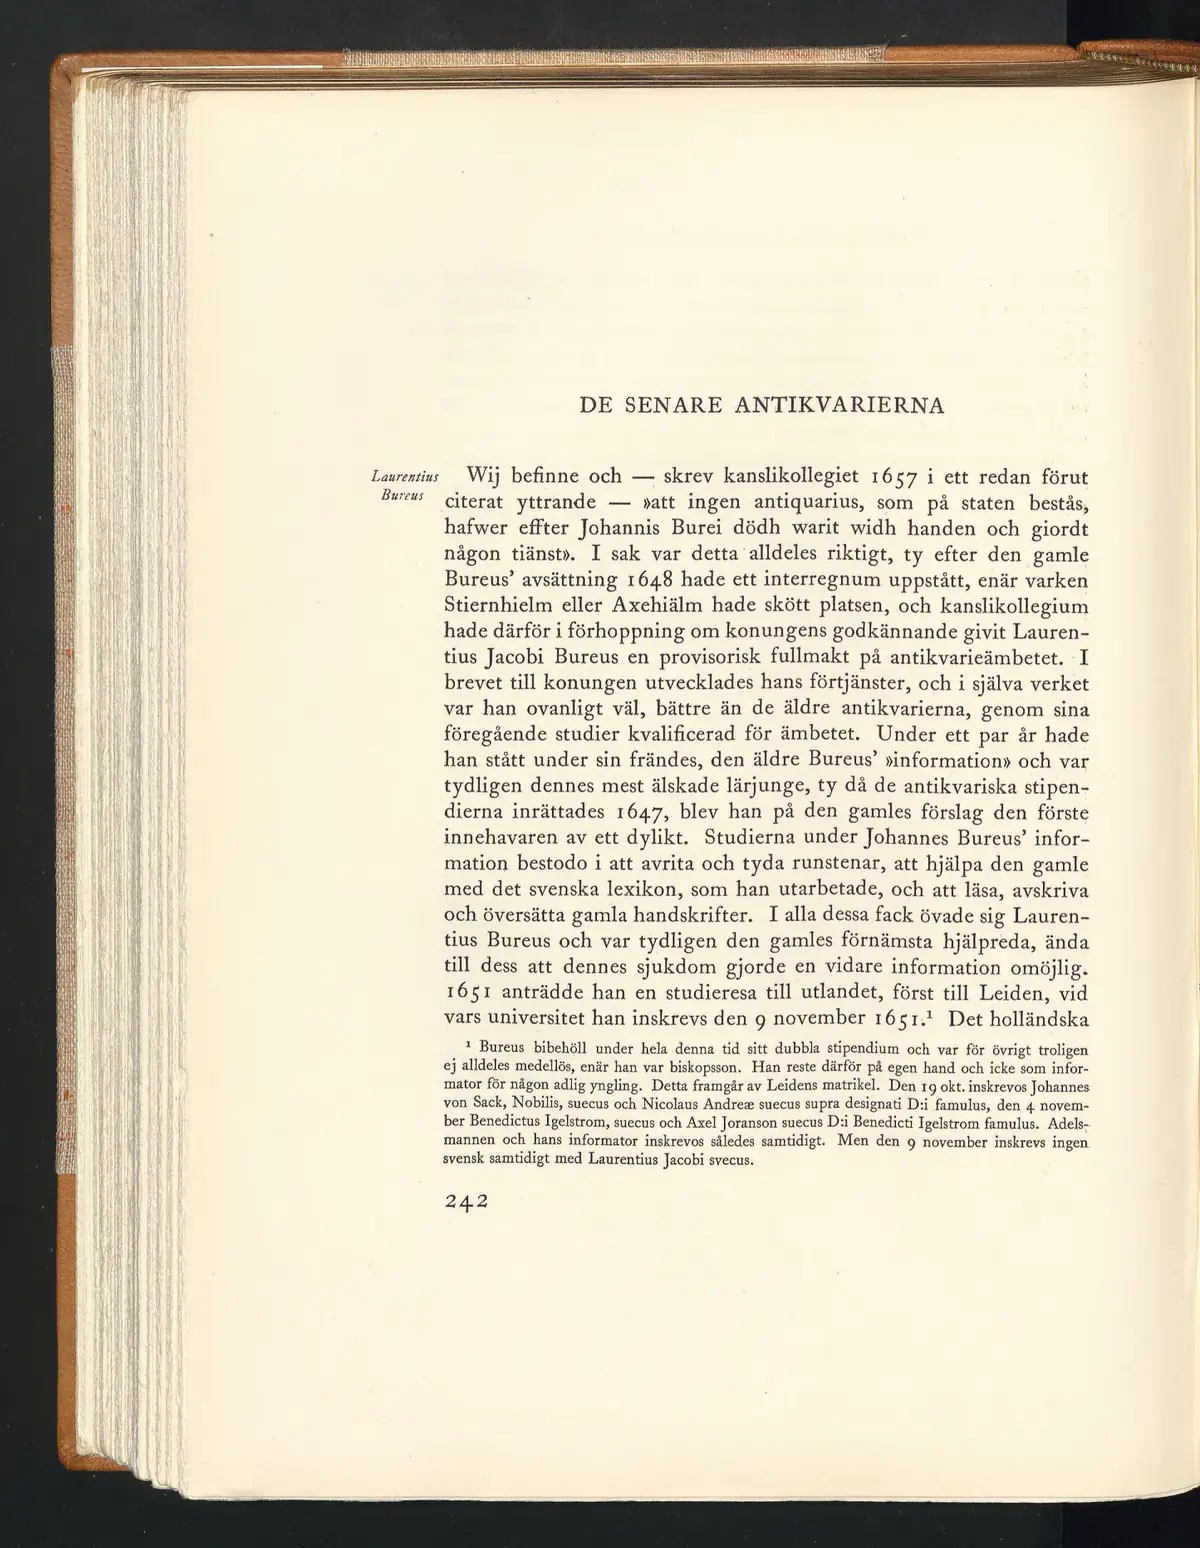 DE SENARE ANTIKVARIERNA
Laurentius
Bureus
Wij befinne och — skrev kanslikollegiet 1657 i ett redan förut
citerat yttrande — »att ingen antiquarius, som på staten bestås,
hafwer effter Johannis Burei dödh warit widh handen och giordt
någon tiänst». I sak var detta alldeles riktigt, ty efter den gamle
Bureus’ avsättning 1648 hade ett interregnum uppstått, enär varken
Stiernhielm eller Axehiälm hade skött platsen, och kanslikollegium
hade därför i förhoppning om konungens godkännande givit Lauren-
tius Jacobi Bureus en provisorisk fullmakt på antikvarieämbetet. I
brevet till konungen utvecklades hans förtjänster, och i själva verket
var han ovanligt väl, bättre än de äldre antikvarierna, genom sina
föregående studier kvalificerad för ämbetet. Under ett par år hade
han stått under sin frändes, den äldre Bureus’ »information» och var
tydligen dennes mest älskade lärjunge, ty då de antikvariska stipen-
dierna inrättades 1647, blev han på den gamles förslag den förste
innehavaren av ett dylikt. Studierna under Johannes Bureus’ infor-
mation bestodo i att avrita och tyda runstenar, att hjälpa den gamle
med det svenska lexikon, som han utarbetade, och att läsa, avskriva
och översätta gamla handskrifter. I alla dessa fack övade sig Lauren-
tius Bureus och var tydligen den gamles förnämsta hjälpreda, ända
till dess att dennes sjukdom gjorde en vidare information omöjlig.
1651 anträdde han en studieresa till utlandet, först till Leiden, vid
vars universitet han inskrevs den 9 november 1651.¹ Det holländska
¹ Bureus bibehöll under hela denna tid sitt dubbla stipendium och var för övrigt troligen
ej alldeles medellös, enär han var biskopsson. Han reste därför på egen hand och icke som infor-
mator för någon adlig yngling. Detta framgår av Leidens matrikel. Den 19 okt. inskrevos Johannes
von Sack, Nobilis, suecus och Nicolaus Andreæ suecus supra designati D:i famulus, den 4 novem-
ber Benedictus Igelstrom, suecus och Axel Joranson suecus D:i Benedicti Igelstrom famulus. Adels-
mannen och hans informator inskrevos således samtidigt. Men den 9 november inskrevs ingen
svensk samtidigt med Laurentius Jacobi svecus.
242